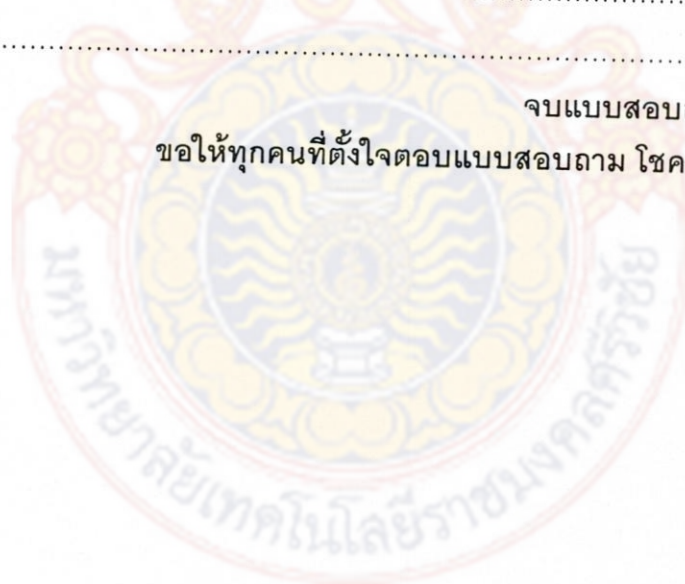 จบแบบสอบ
ขอให้ทุกคนที่ตั้งใจตอบแบบสอบถาม โชค
มหาวิทยาลัยเทคโนโลยีราชมงคลศรีวิชัย